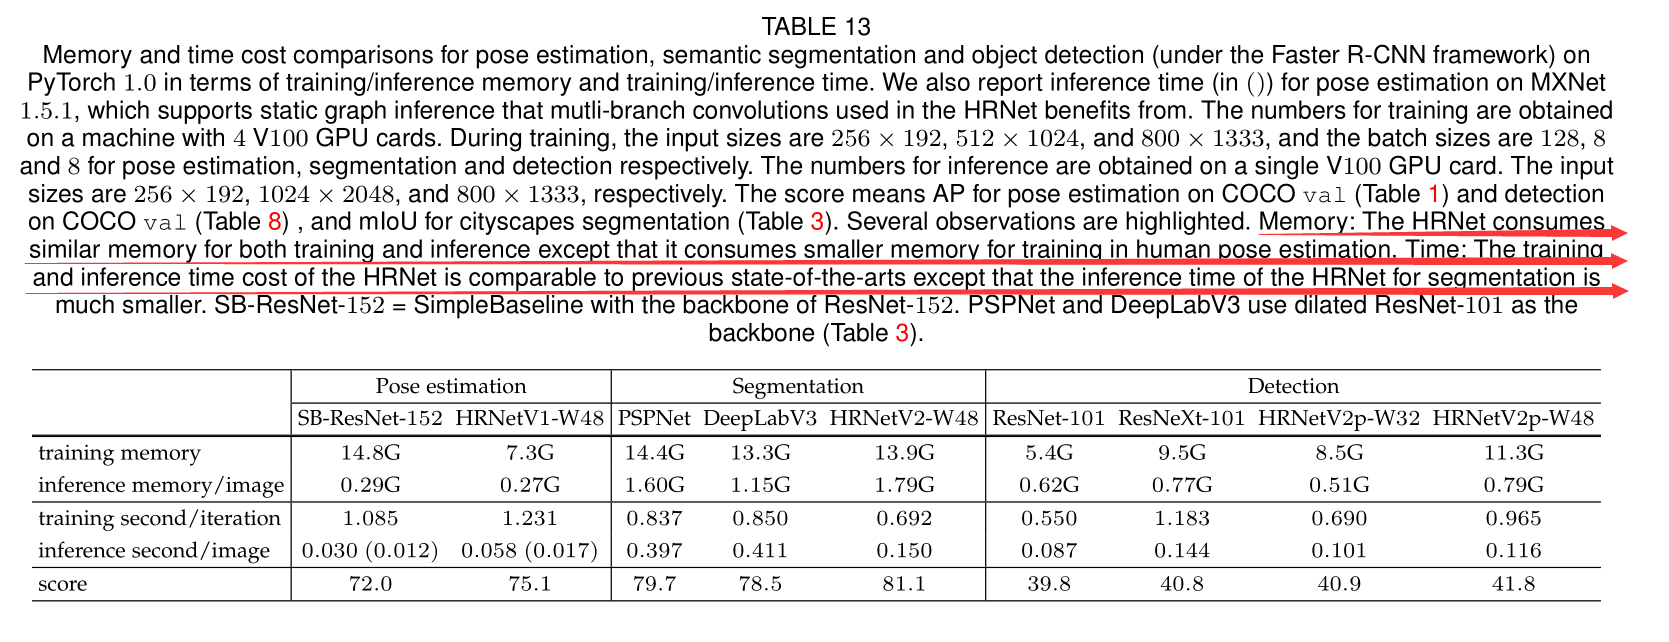 TABLE 13
Memory and time cost comparisons for pose estimation, semantic segmentation and object detection (under the Faster R-CNN framework) on
PyTorch 1.0 in terms of training/inference memory and training/inference time. We also report inference time (in ()) for pose estimation on MXNet
1.5.1, which supports static graph inference that mutli-branch convolutions used in the HRNet benefits from. The numbers for training are obtained
on a machine with 4 V100 GPU cards. During training, the input sizes are 256 × 192, 512 × 1024, and 800 × 1333, and the batch sizes are 128, 8
and 8 for pose estimation, segmentation and detection respectively. The numbers for inference are obtained on a single V100 GPU card. The input
sizes are 256 × 192, 1024 × 2048, and 800 × 1333, respectively. The score means AP for pose estimation on COCO val (Table 1) and detection
on COCO val (Table 8) , and mIoU for cityscapes segmentation (Table 3). Several observations are highlighted. Memory: The HRNet consumes
similar memory for both training and inference except that it consumes smaller memory for training in human pose estimation. Time: The training
and inference time cost of the HRNet is comparable to previous state-of-the-arts except that the inference time of the HRNet for segmentation is
much smaller. SB-ResNet-152 = SimpleBaseline with the backbone of ResNet-152. PSPNet and DeepLabV3 use dilated ResNet-101 as the
backbone (Table 3).
Pose estimation Segmentation Detection
SB-ResNet-152 HRNetV1-W48 PSPNet DeepLabV3 HRNetV2-W48 ResNet-101 ResNeXt-101 HRNetV2p-W32 HRNetV2p-W48
training memory 14.8G 7.3G 14.4G 13.3G 13.9G 5.4G 9.5G 8.5G 11.3G
inference memory/image 0.29G 0.27G 1.60G 1.15G 1.79G 0.62G 0.77G 0.51G 0.79G
training second/iteration 1.085 1.231 0.837 0.850 0.692 0.550 1.183 0.690 0.965
inference second/image 0.030 (0.012) 0.058 (0.017) 0.397 0.411 0.150 0.087 0.144 0.101 0.116
score 72.0 75.1 79.7 78.5 81.1 39.8 40.8 40.9 41.8